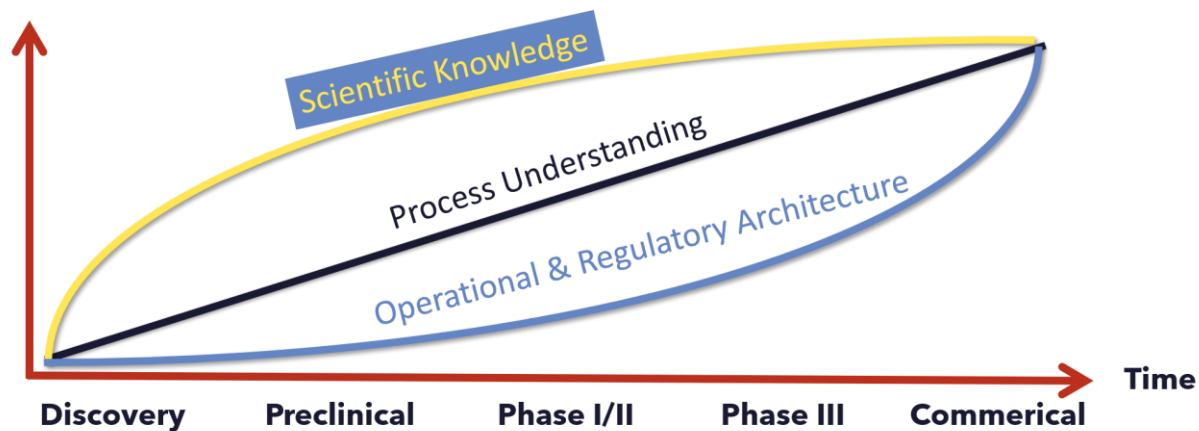 Scientific Knowledge
Process Understanding
Operational & Regulatory Architecture
Time
Discovery Preclinical Phase I/II Phase III Commerical